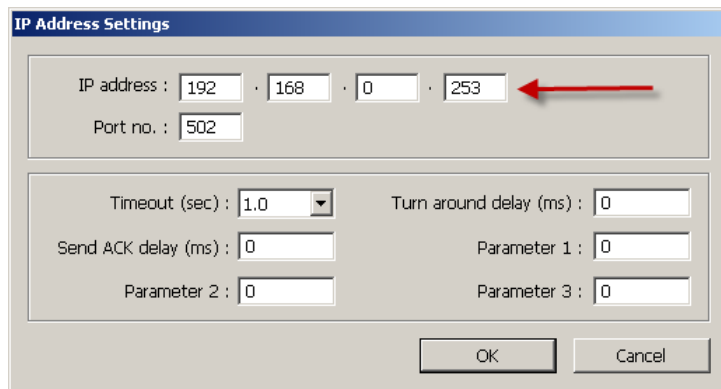 IP Address Settings
IP address : 192 . 168 . 0 . 253
Port no. : 502
Timeout (sec) : 1.0 Turn around delay (ms) : 0
Send ACK delay (ms) : 0 Parameter 1 : 0
Parameter 2 : 0 Parameter 3 : 0
OK Cancel